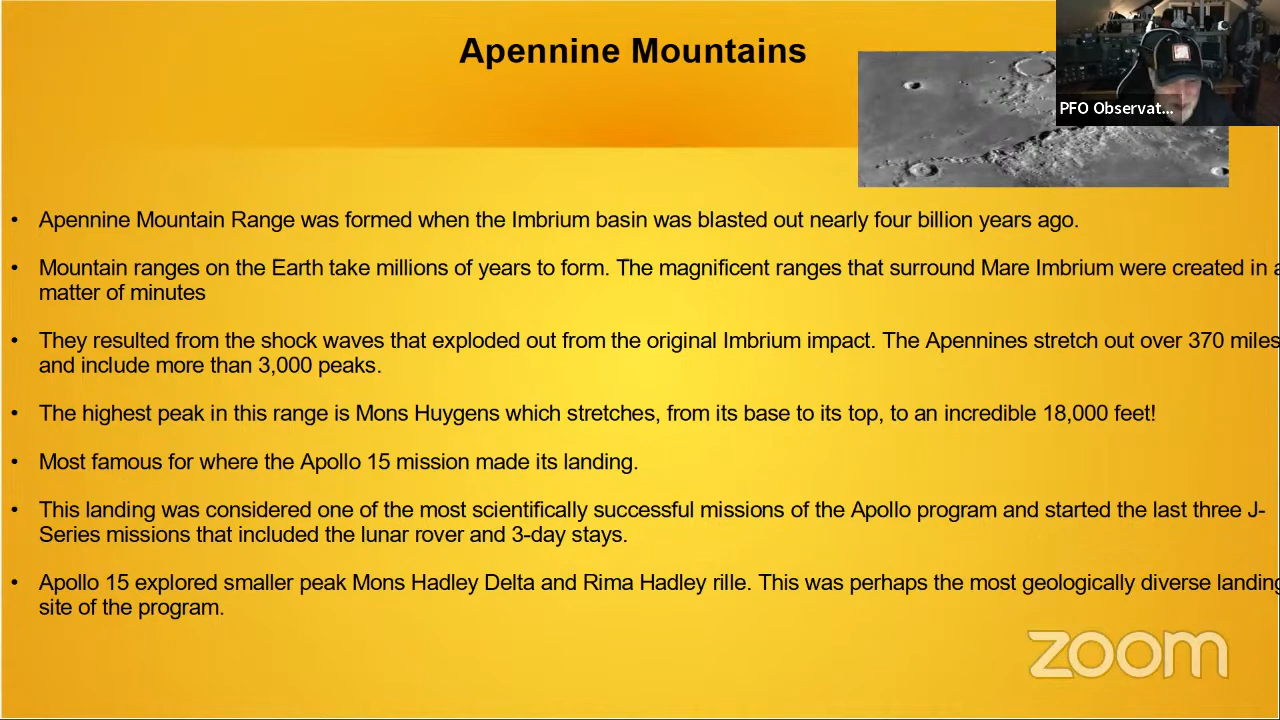 Apennine Mountains
PFO Observat...
• Apennine Mountain Range was formed when the Imbrium basin was blasted out nearly four billion years ago.
• Mountain ranges on the Earth take millions of years to form. The magnificent ranges that surround Mare Imbrium were created in a
matter of minutes
• They resulted from the shock waves that exploded out from the original Imbrium impact. The Apennines stretch out over 370 miles
and include more than 3,000 peaks.
• The highest peak in this range is Mons Huygens which stretches, from its base to its top, to an incredible 18,000 feet!
• Most famous for where the Apollo 15 mission made its landing.
• This landing was considered one of the most scientifically successful missions of the Apollo program and started the last three J-
Series missions that included the lunar rover and 3-day stays.
• Apollo 15 explored smaller peak Mons Hadley Delta and Rima Hadley rille. This was perhaps the most geologically diverse landing
site of the program.
zoom